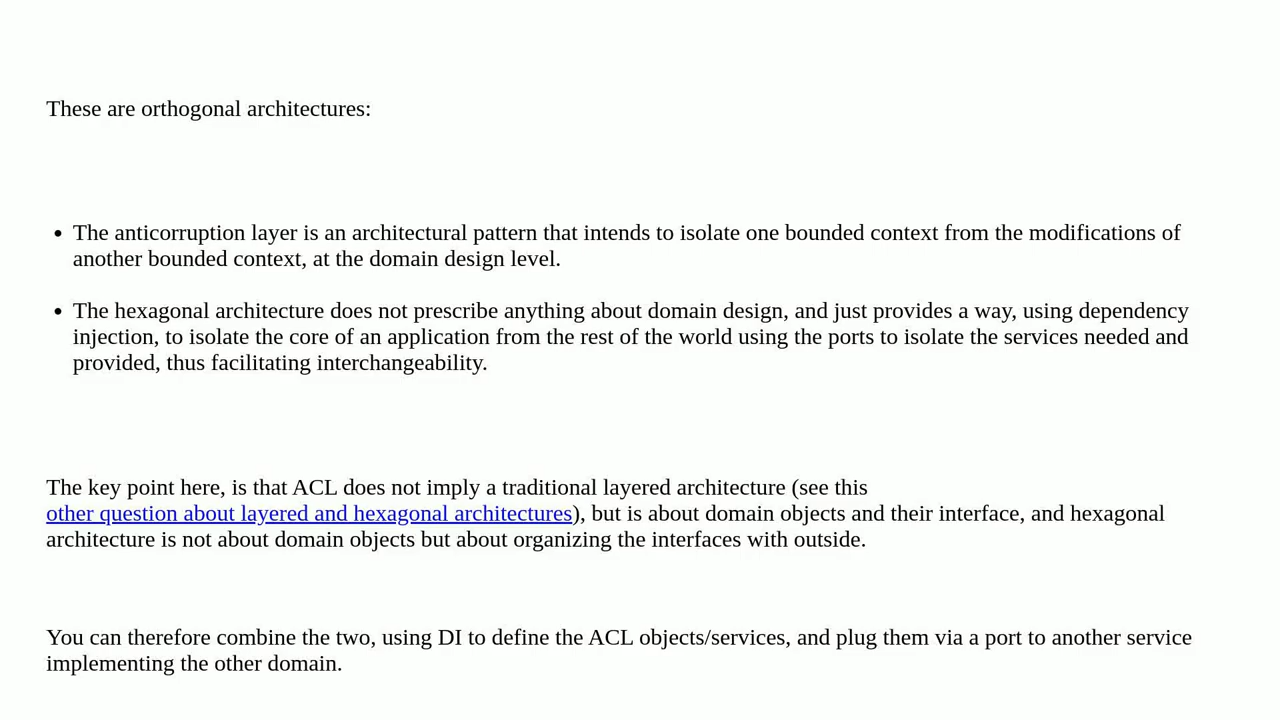 These are orthogonal architectures:
• The anticorruption layer is an architectural pattern that intends to isolate one bounded context from the modifications of
another bounded context, at the domain design level.
• The hexagonal architecture does not prescribe anything about domain design, and just provides a way, using dependency
injection, to isolate the core of an application from the rest of the world using the ports to isolate the services needed and
provided, thus facilitating interchangeability.
The key point here, is that ACL does not imply a traditional layered architecture (see this
other question about layered and hexagonal architectures), but is about domain objects and their interface, and hexagonal
architecture is not about domain objects but about organizing the interfaces with outside.
You can therefore combine the two, using DI to define the ACL objects/services, and plug them via a port to another service
implementing the other domain.